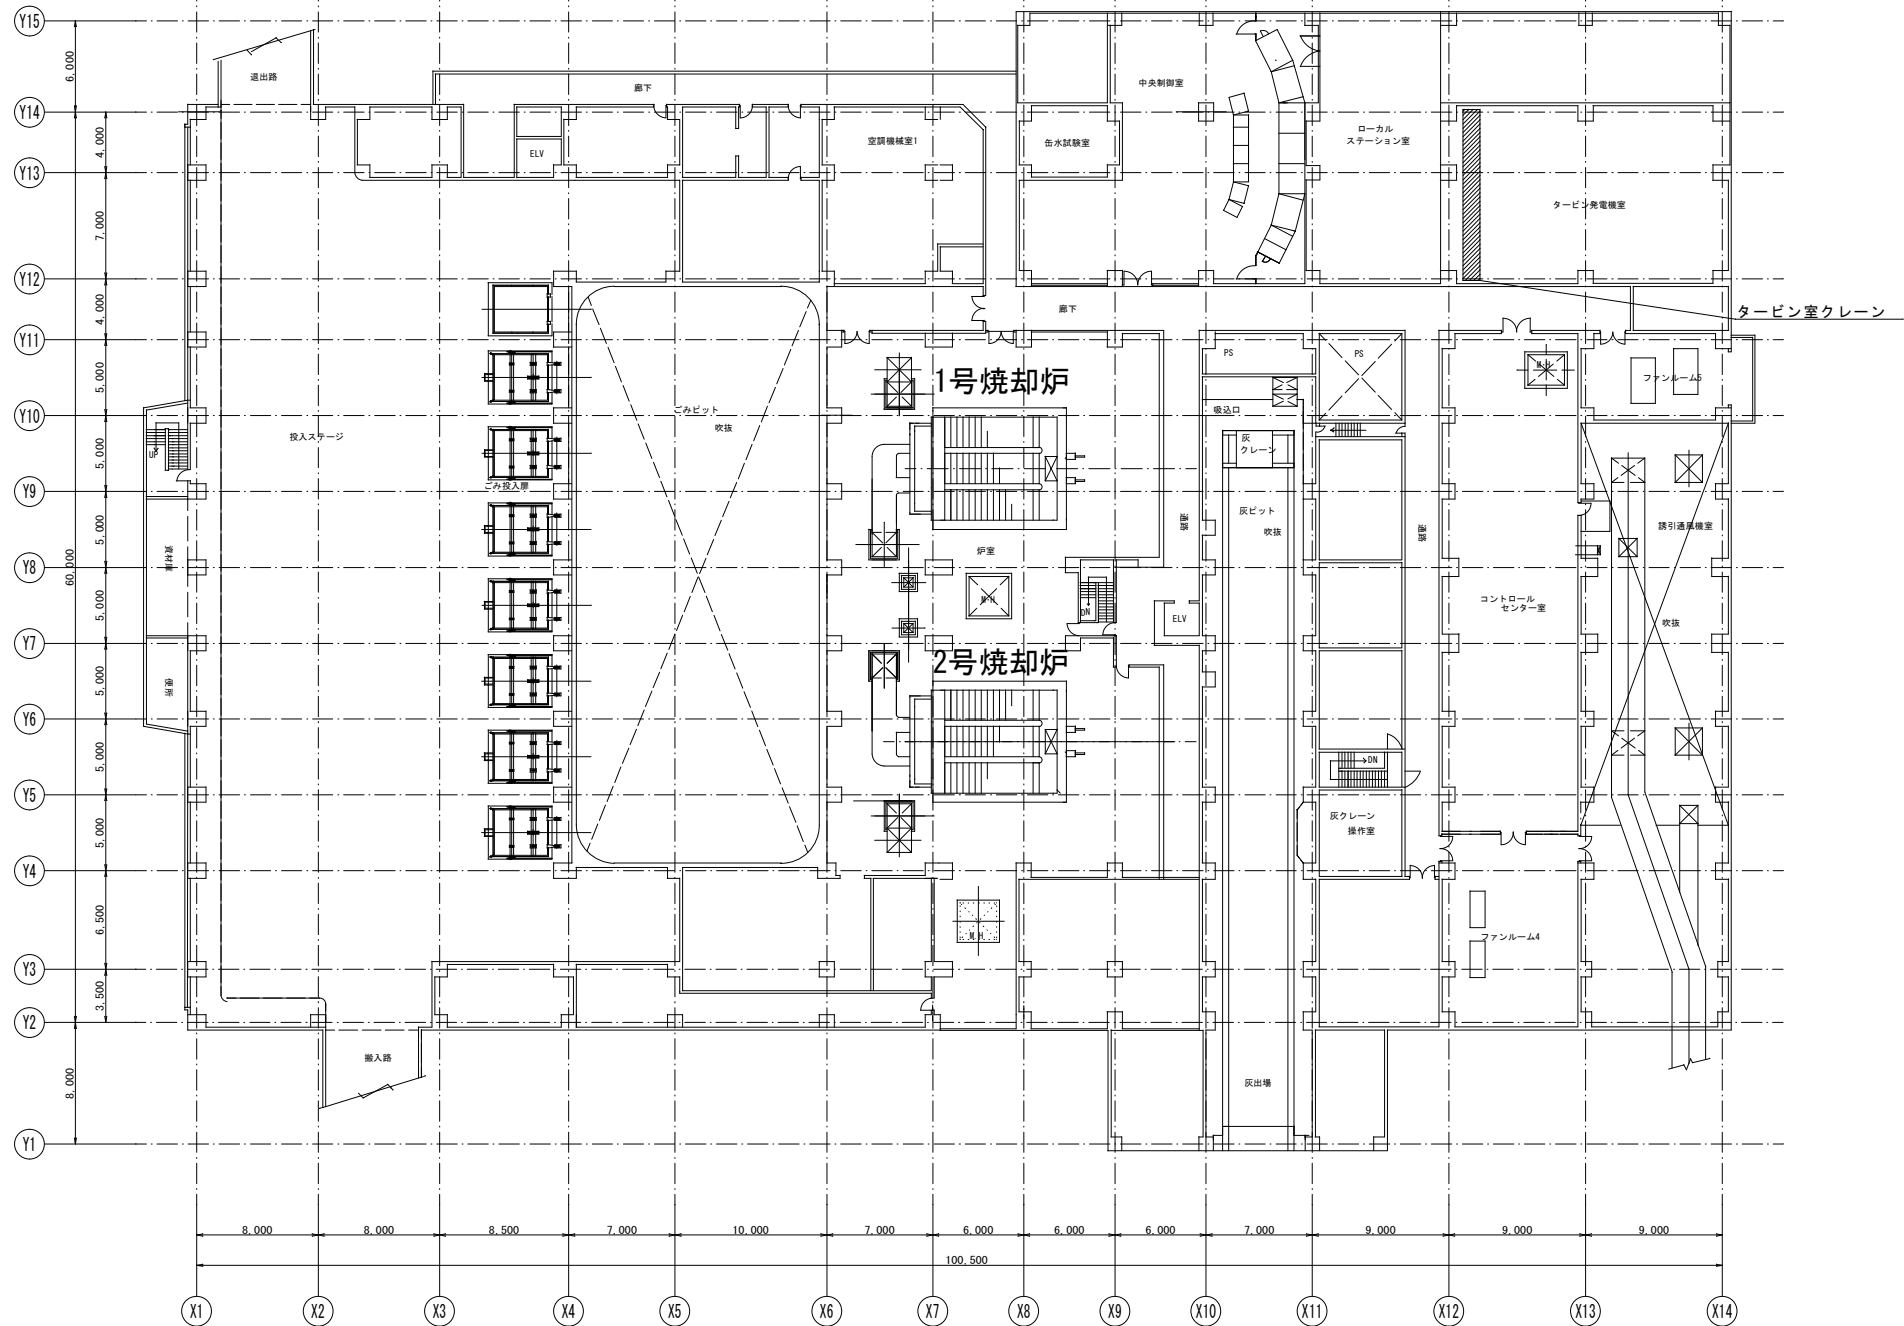 Y15
6,000
退出路
廊下
中央制御室
Y14
4,000
ELV
空調機械室1
缶水試験室
ローカル
ステーション室
Y13
7,000
タービン発電機室
Y12
4,000
廊下
タービン室クレーン
Y11
5,000
1号焼却炉
PS
PS
M.H
ファンルーム5
Y10
5,000
UP
投入ステージ
ごみピット
吹抜
吸込口
灰
クレーン
Y9
5,000
ごみ投入扉
灰ピット
吹抜
通路
通路
誘引通風機室
炉室
資材庫
Y8
60,000
5,000
M.H
DN
ELV
コントロール
センター室
吹抜
Y7
5,000
2号焼却炉
便所
Y6
5,000
DN
Y5
5,000
灰クレーン
操作室
Y4
6,500
M.H
ファンルーム4
Y3
3,500
Y2
8,000
搬入路
灰出場
Y1
8,000
8,000
8,500
7,000
10,000
7,000
6,000
6,000
6,000
7,000
9,000
9,000
9,000
100,500
X1
X2
X3
X4
X5
X6
X7
X8
X9
X10
X11
X12
X13
X14